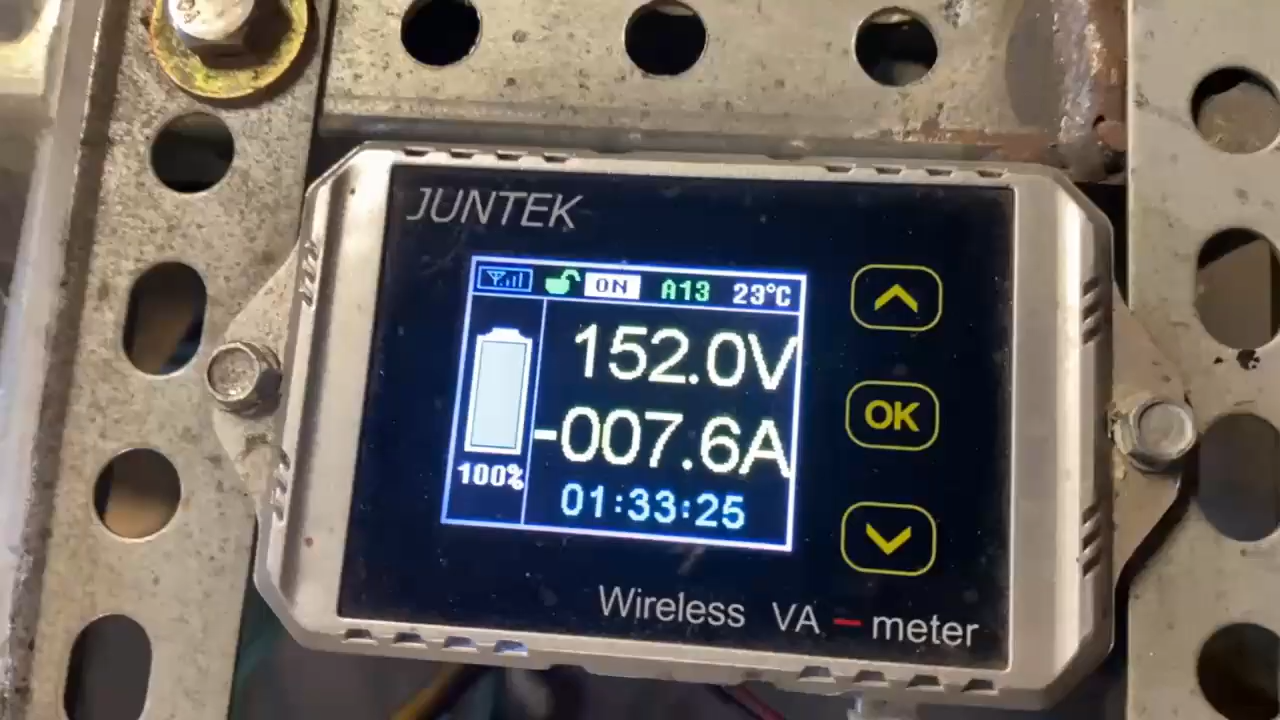 JUNTEK
ON A13 23°C
152.0V
-007.6A
100%
01:33:25
OK
Wireless VA-meter